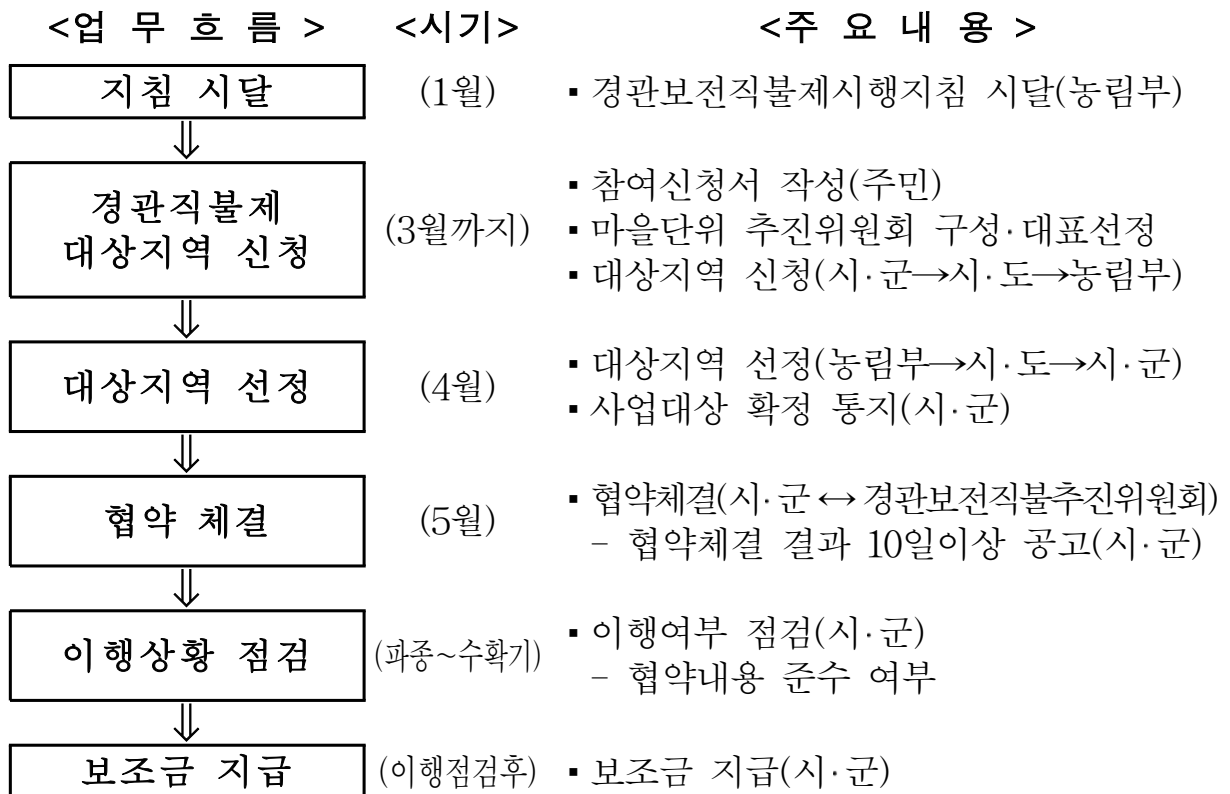 <업 무 흐 름 > <시기> <주 요 내 용 >
지침 시달 (1월) ▪ 경관보전직불제시행지침 시달(농림부)
⇓
▪ 참여신청서 작성(주민)
경관직불제
(3월까지) ▪ 마을단위 추진위원회 구성·대표선정
대상지역 신청
▪ 대상지역 신청(시·군→시·도→농림부)
⇓
▪ 대상지역 선정(농림부→시·도→시·군)
대상지역 선정 (4월)
▪ 사업대상 확정 통지(시·군)
⇓
▪ 협약체결(시·군 ↔ 경관보전직불추진위원회)
협약 체결 (5월)
- 협약체결 결과 10일이상 공고(시·군)
⇓
▪ 이행여부 점검(시·군)
이행상황 점검 (파종~수확기)
- 협약내용 준수 여부
⇓
보조금 지급 (이행점검후) ▪ 보조금 지급(시·군)